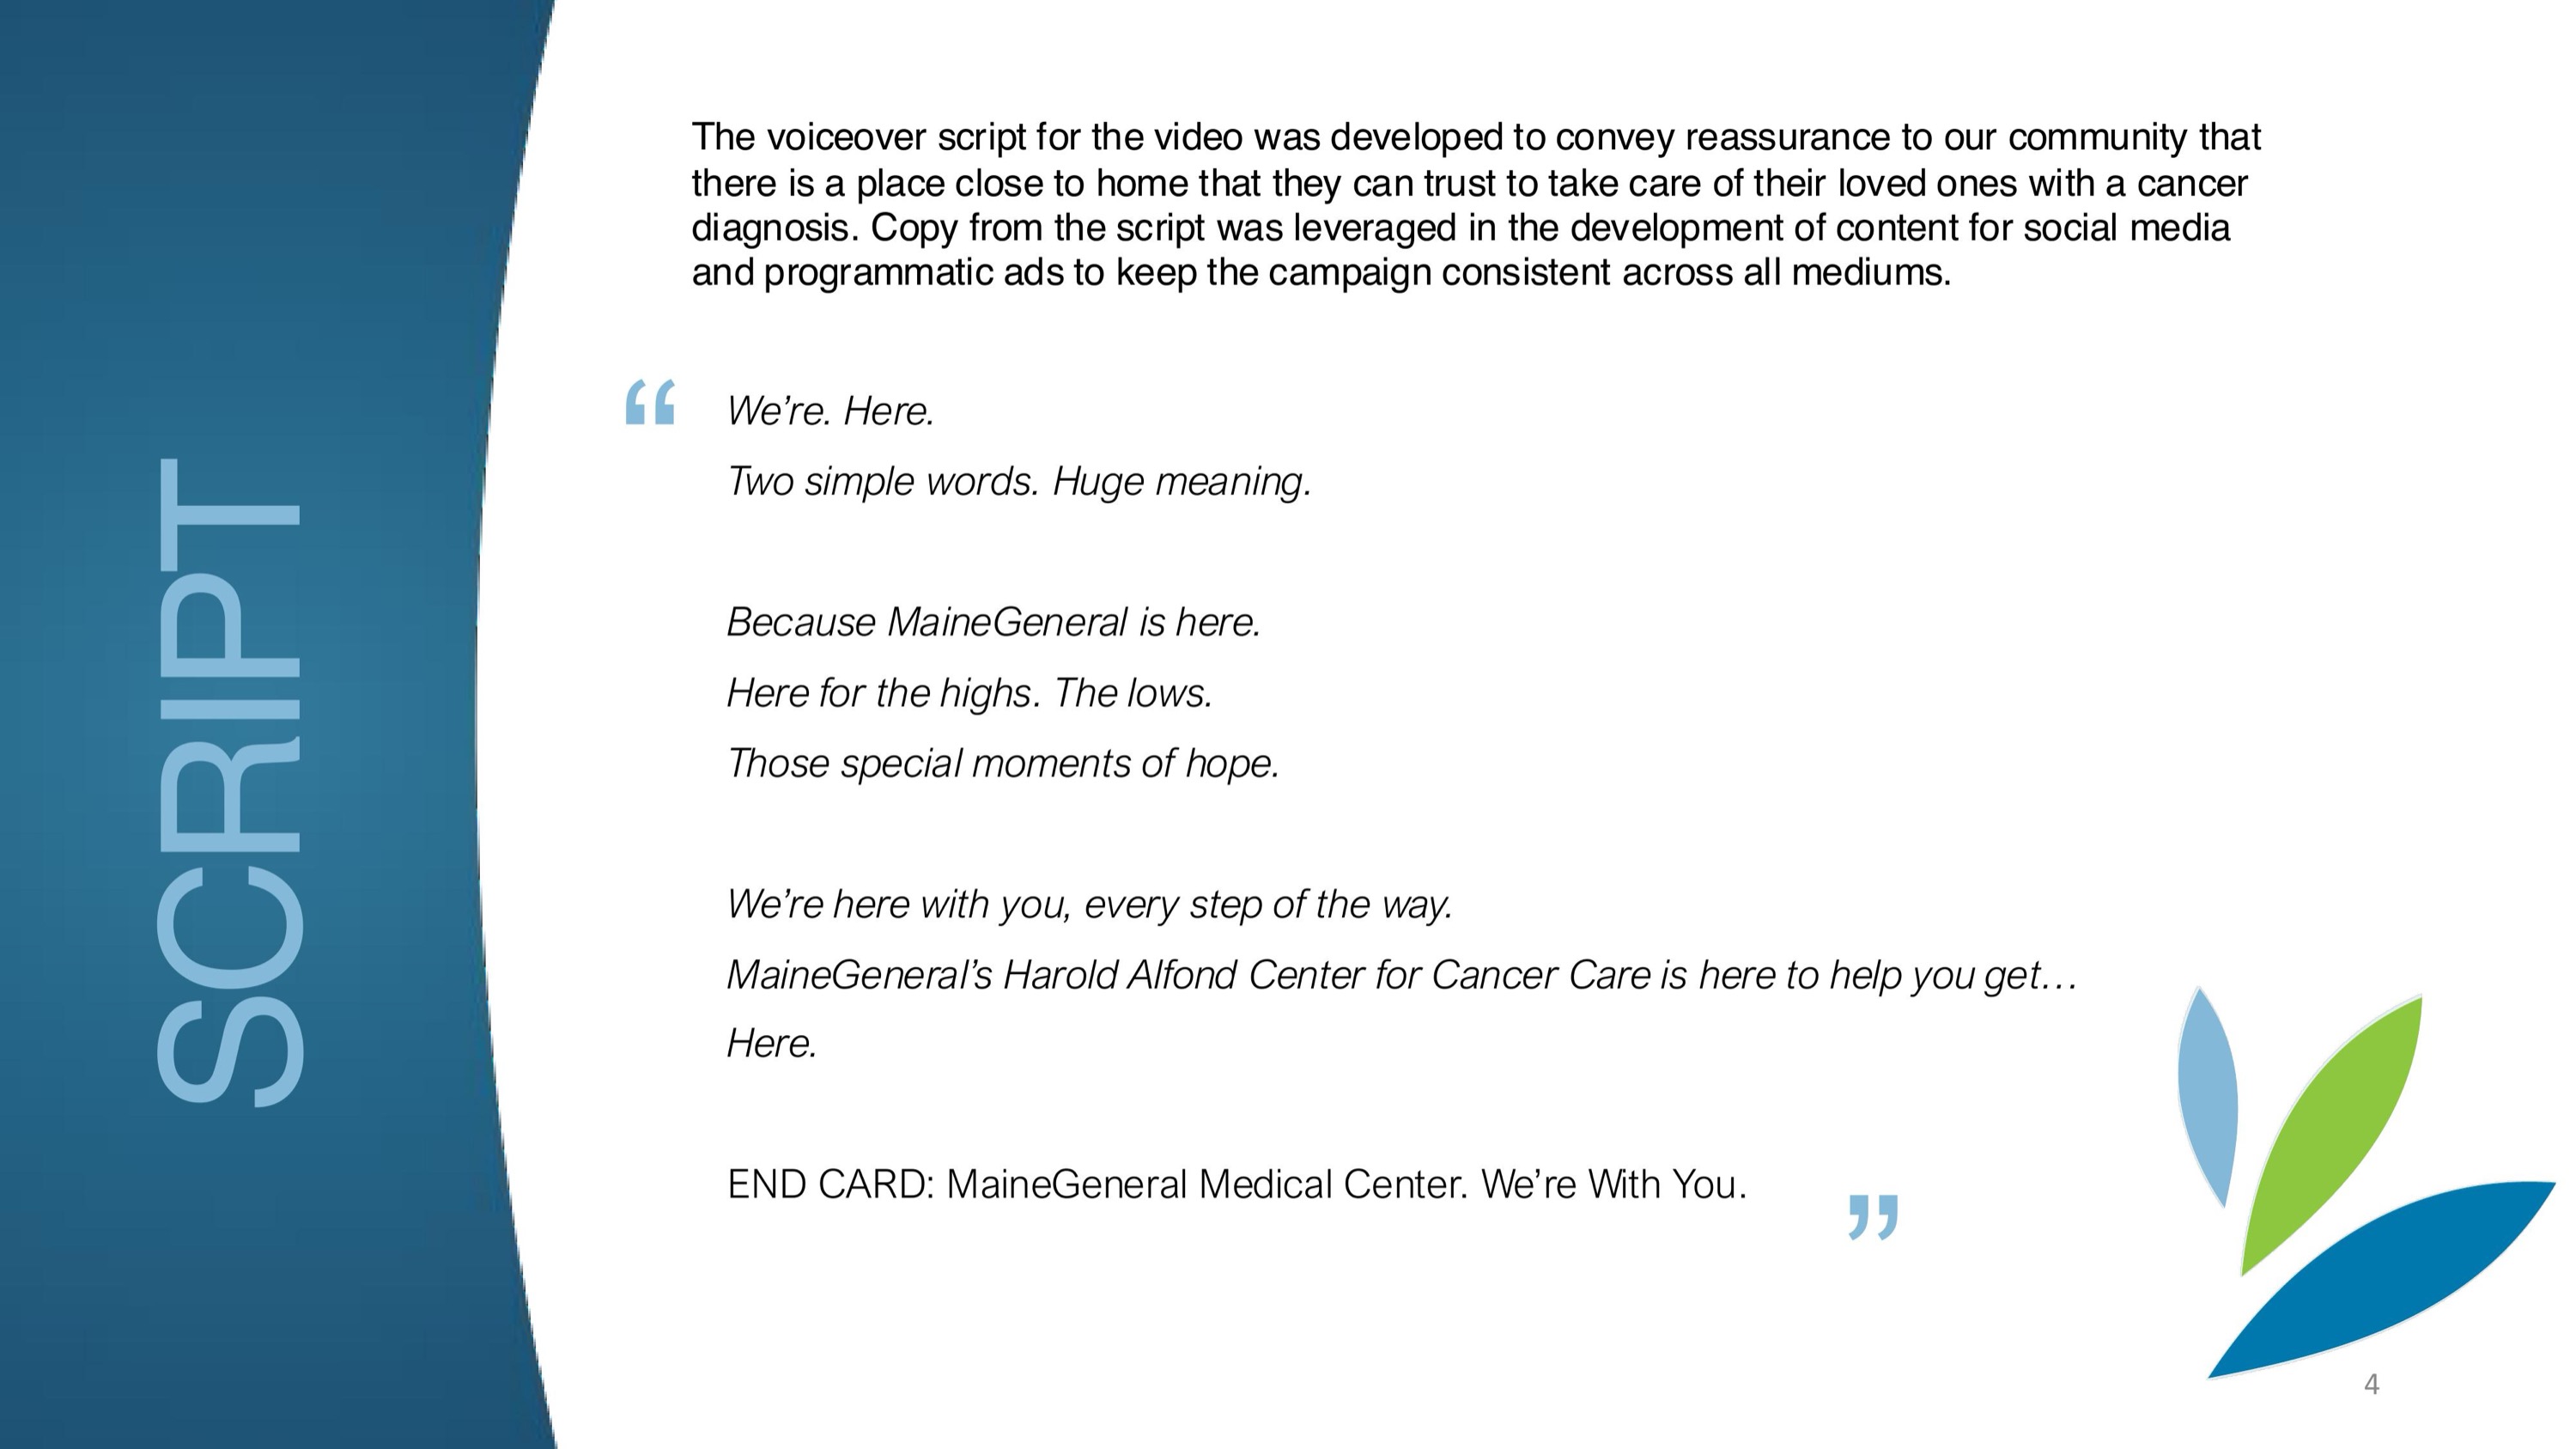 SCRIPT
The voiceover script for the video was developed to convey reassurance to our community that
there is a place close to home that they can trust to take care of their loved ones with a cancer
diagnosis. Copy from the script was leveraged in the development of content for social media
and programmatic ads to keep the campaign consistent across all mediums.
“ We’re. Here.
Two simple words. Huge meaning.
Because MaineGeneral is here.
Here for the highs. The lows.
Those special moments of hope.
We’re here with you, every step of the way.
MaineGeneral’s Harold Alfond Center for Cancer Care is here to help you get…
Here.
END CARD: MaineGeneral Medical Center. We’re With You. ”
4